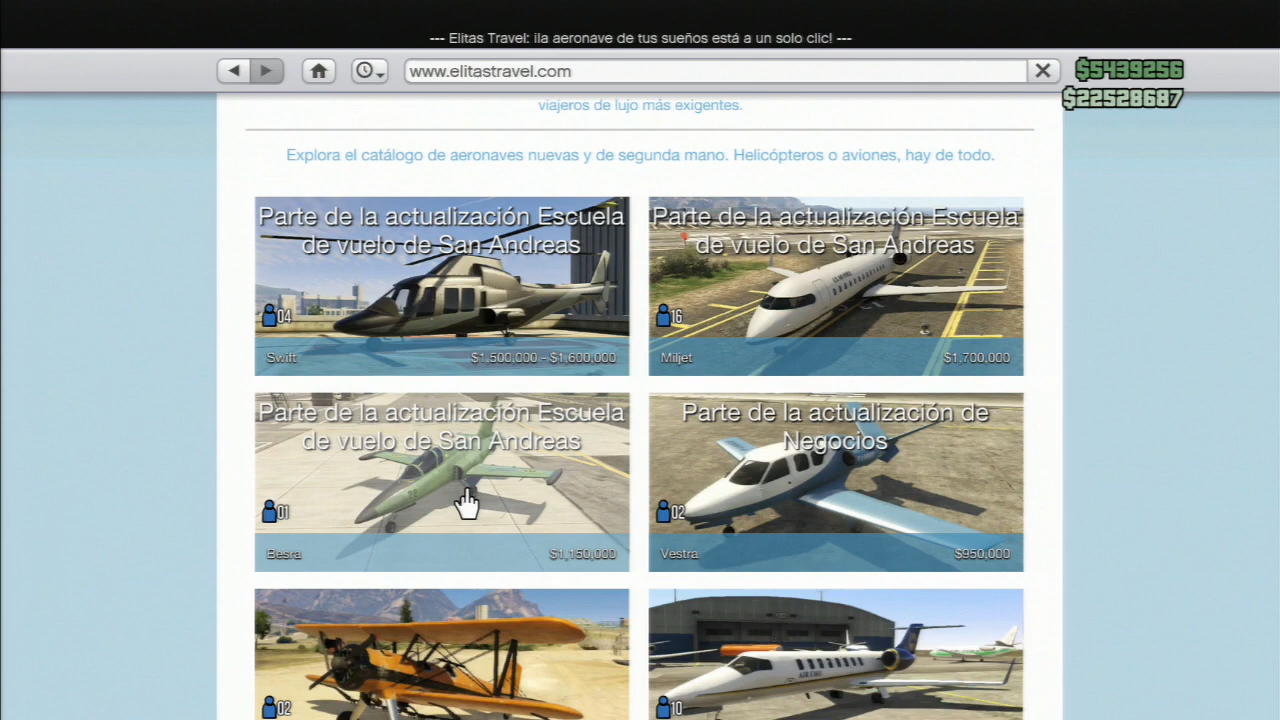 --- Elitas Travel: ¡la aeronave de tus sueños está a un solo clic! ---
www.elitastravel.com
$5439256
$22528687
viajeros de lujo más exigentes.
Explora el catálogo de aeronaves nuevas y de segunda mano. Helicópteros o aviones, hay de todo.
Parte de la actualización Escuela
de vuelo de San Andreas
04
Swift
$1,500,000 - $1,600,000
Parte de la actualización Escuela
de vuelo de San Andreas
16
Miljet
$1,700,000
Parte de la actualización Escuela
de vuelo de San Andreas
01
Besra
$1,150,000
Parte de la actualización de
Negocios
02
Vestra
$950,000
02
10